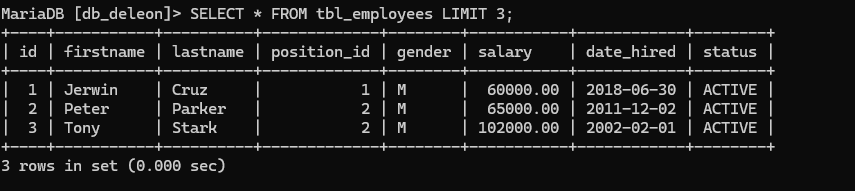 MariaDB [db_deleon]> SELECT * FROM tbl_employees LIMIT 3;
+----+-----------+----------+-------------+--------+-----------+------------+--------+
| id | firstname | lastname | position_id | gender | salary    | date_hired | status |
+----+-----------+----------+-------------+--------+-----------+------------+--------+
|  1 | Jerwin    | Cruz     |           1 | M      |  60000.00 | 2018-06-30 | ACTIVE |
|  2 | Peter     | Parker   |           2 | M      |  65000.00 | 2011-12-02 | ACTIVE |
|  3 | Tony      | Stark    |           2 | M      | 102000.00 | 2002-02-01 | ACTIVE |
+----+-----------+----------+-------------+--------+-----------+------------+--------+
3 rows in set (0.000 sec)